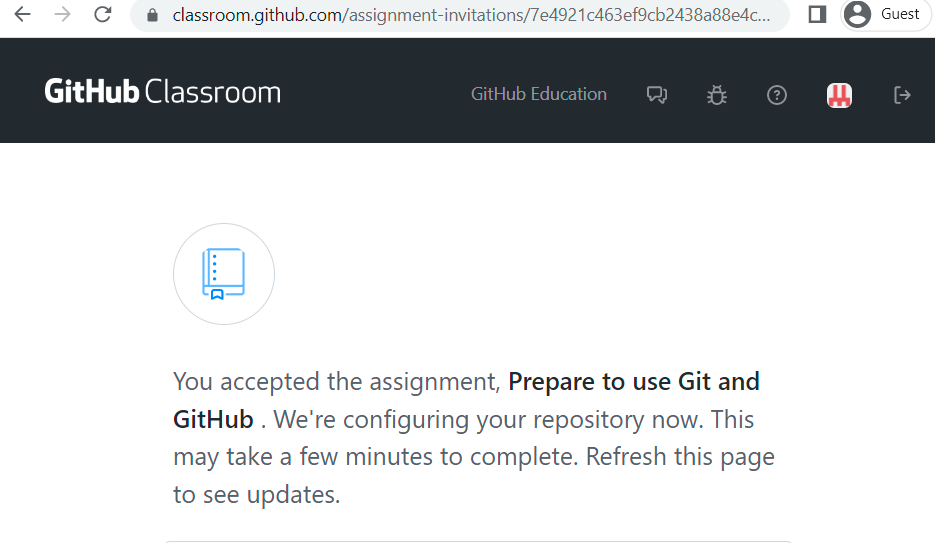 classroom.github.com/assignment-invitations/7e4921c463ef9cb2438a88e4c...
Guest
GitHub Classroom
GitHub Education
You accepted the assignment, Prepare to use Git and
GitHub . We're configuring your repository now. This
may take a few minutes to complete. Refresh this page
to see updates.